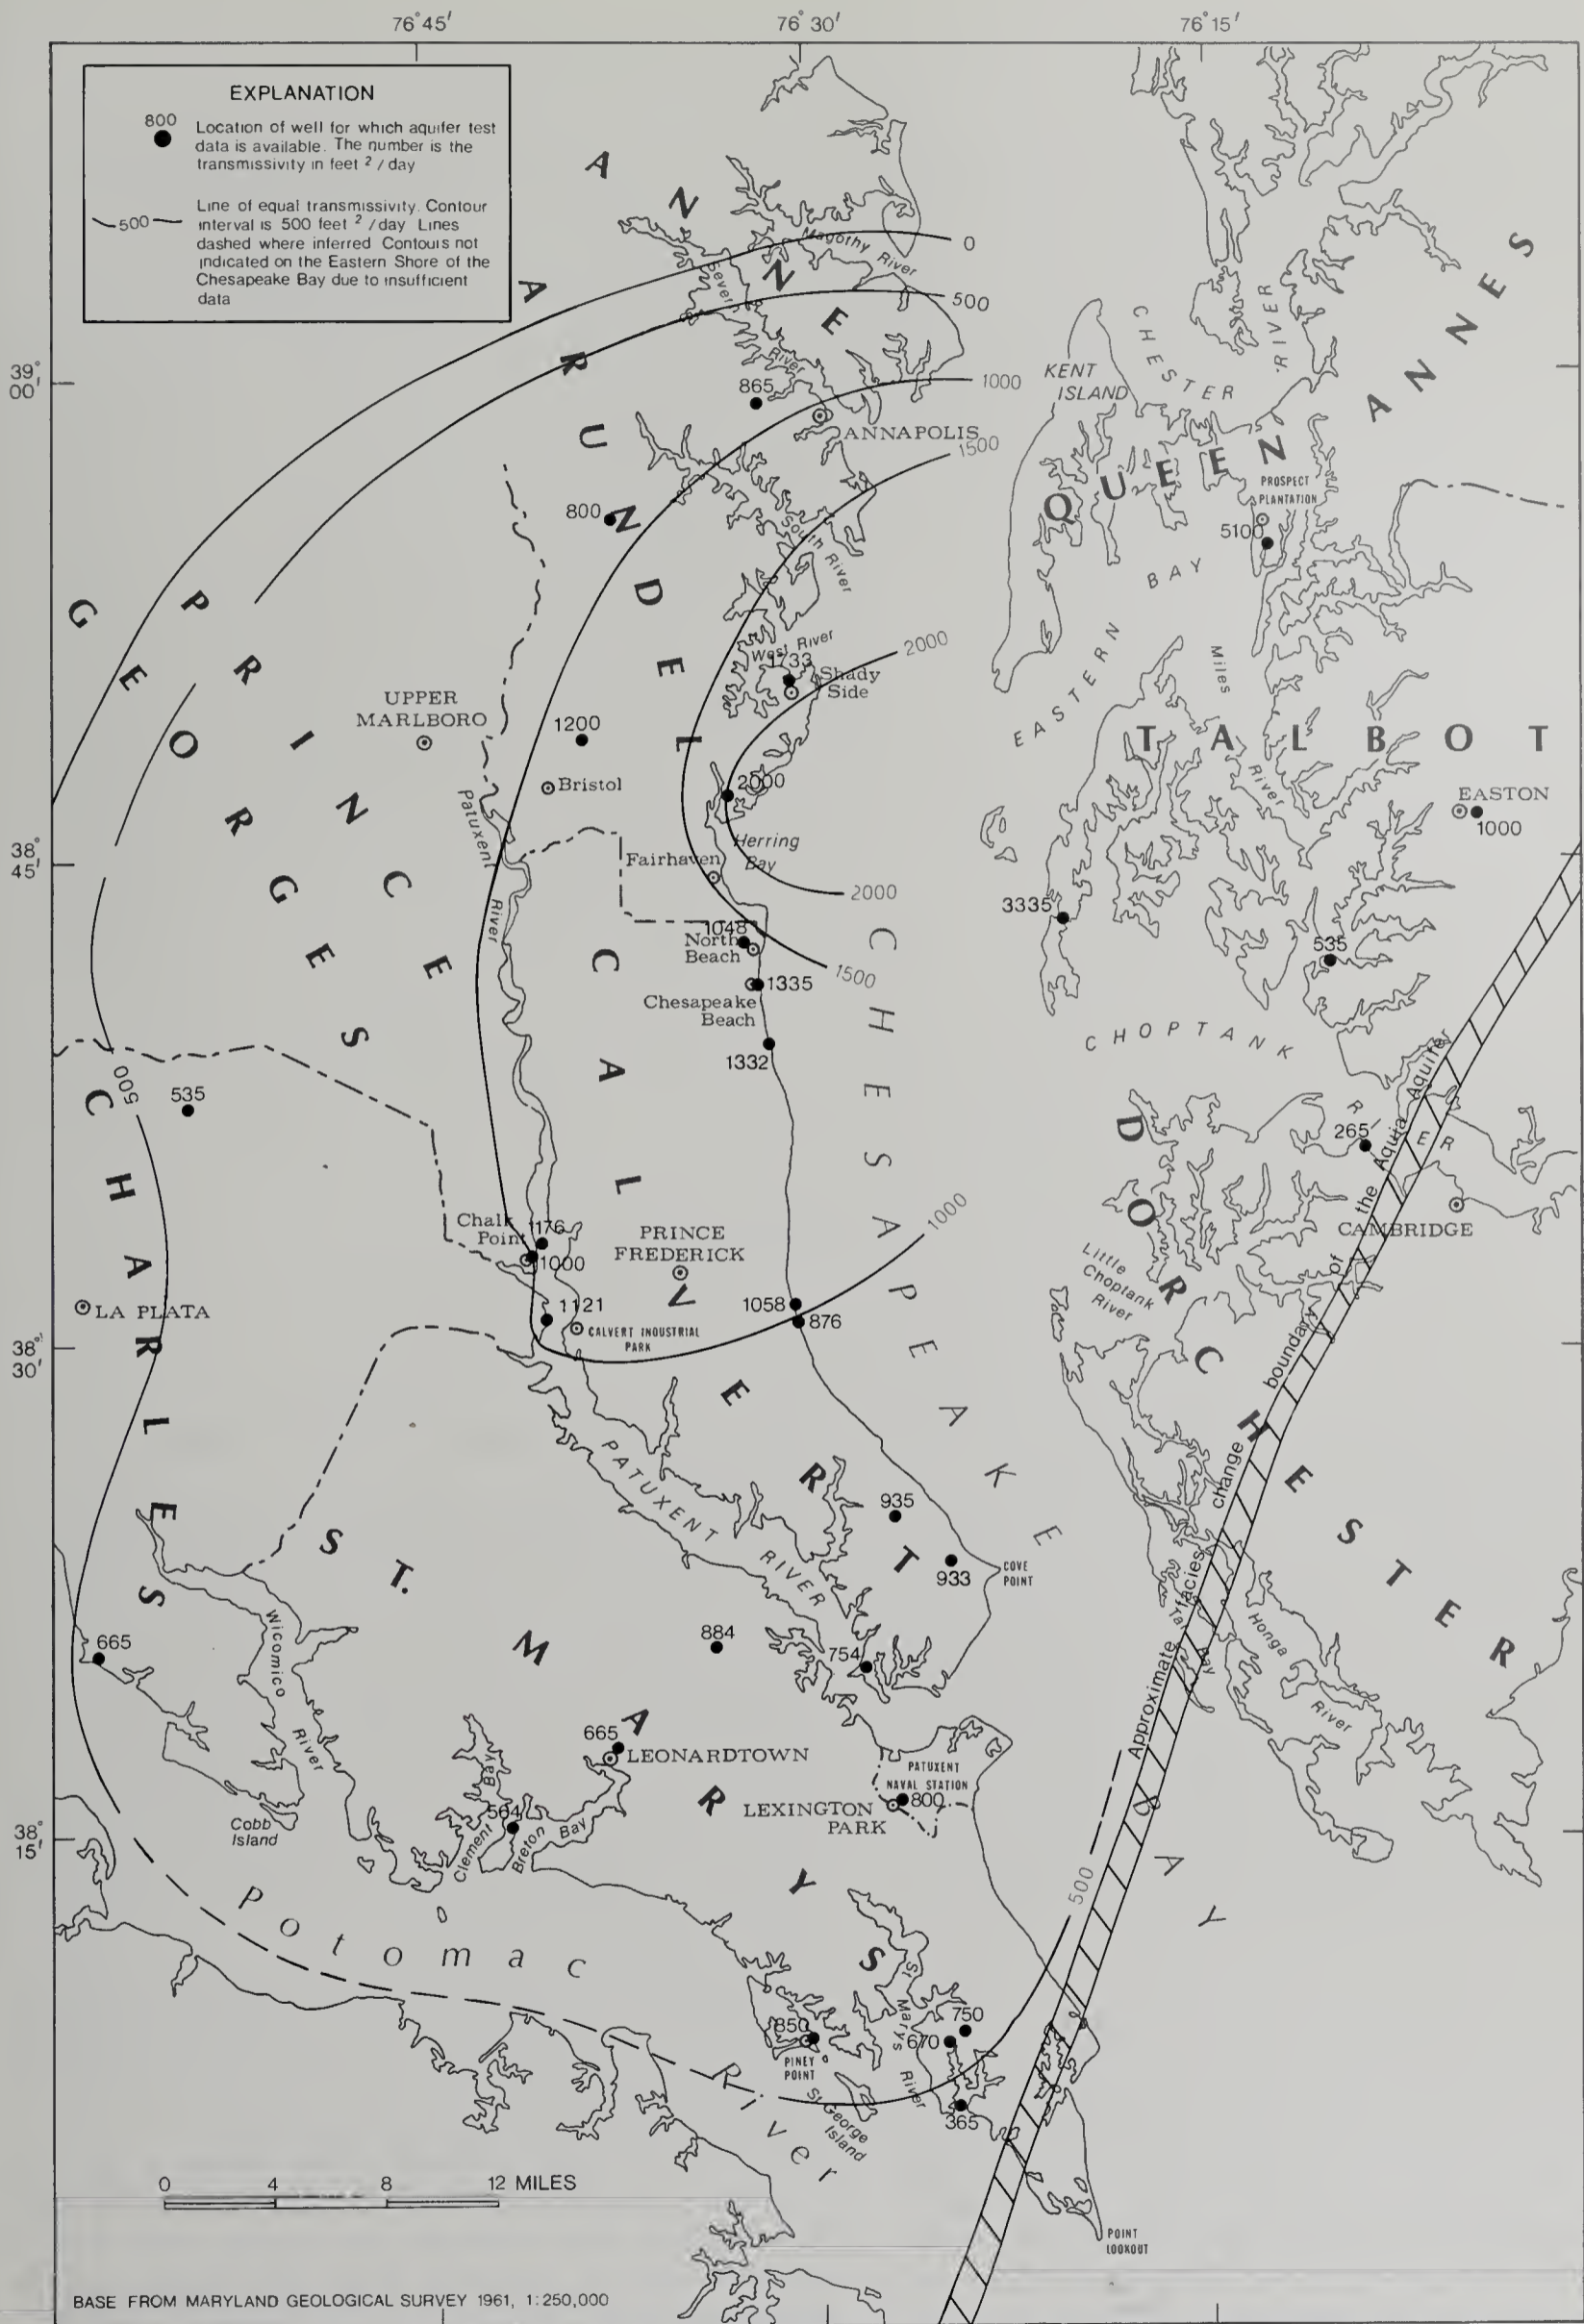 76°45'
76°30'
76°15'
EXPLANATION
800
Location of well for which aquifer test
data is available. The number is the
transmissivity in feet 2 / day
500
Line of equal transmissivity. Contour
interval is 500 feet 2 /day Lines
dashed where inferred Contours not
indicated on the Eastern Shore of the
Chesapeake Bay due to insufficient
data
ANNE
ARUNDEL
Magothy River
0
Severn
River
500
39°
00'
865
1000
ANNAPOLIS
1500
KENT
ISLAND
CHESTER
RIVER
QUEEN ANNES
PROSPECT
PLANTATION
5100
800
South River
EASTERN BAY
PRINCE
GEORGES
West River
1733
Shady
Side
2000
Miles
River
TALBOT
UPPER
MARLBORO
1200
Bristol
2000
EASTON
1000
Patuxent
River
38°
45'
Herring
Bay
Fairhaven
2000
3335
1048
North
Beach
535
1500
1335
Chesapeake
Beach
1332
CHOPTANK
R
ER
500
535
CHARLES
CALVERT
CHESAPEAKE
BAY
265
DORCHESTER
CAMBRIDGE
Chalk
Point
1176
1000
PRINCE
FREDERICK
1000
Little
Choptank
River
LA PLATA
1121
CALVERT INDUSTRIAL
PARK
1058
876
38°
30'
Approximate facies change boundary of the Aquia Aquifer
PATUXENT RIVER
935
933
COVE
POINT
ST. MARYS
Wicomico
River
665
884
754
Honga
River
Bay
665
LEONARDTOWN
PATUXENT
NAVAL STATION
800
LEXINGTON
PARK
Cobb
Island
564
Clement
Bay
Breton
Bay
38°
15'
500
Potomac
River
St
Marys
River
850
PINEY
POINT
750
670
365
St George
Island
0 4 8 12 MILES
POINT
LOOKOUT
BASE FROM MARYLAND GEOLOGICAL SURVEY 1961, 1:250,000